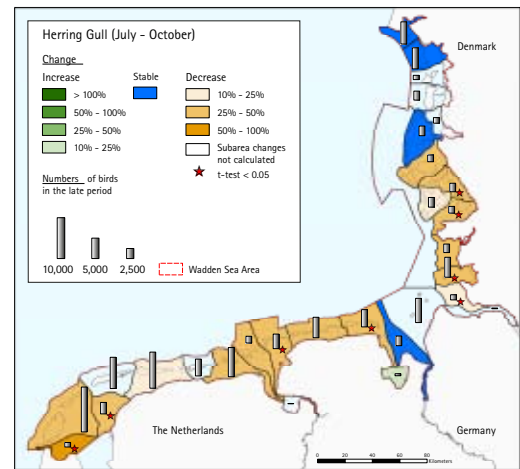 Herring Gull (July - October)
Denmark
Change
Increase
Stable
Decrease
> 100%
10% - 25%
50% - 100%
25% - 50%
25% - 50%
50% - 100%
10% - 25%
Subarea changes
not calculated
t-test < 0.05
Numbers of birds
in the late period
10,000
5,000
2,500
Wadden Sea Area
The Netherlands
Germany
0
20
40
60
80
Kilometers